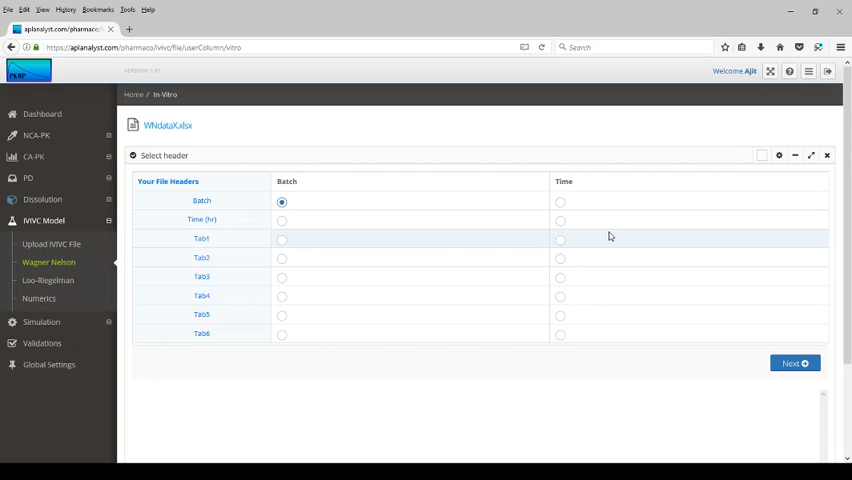 File Edit View History Bookmarks Tools Help
aplanalyst.com/pharmaco/i
https://aplanalyst.com/pharmaco/ivivc/file/userColumn/vitro
Search
VERSION: 1.01
Welcome Ajit
Home / In-Vitro
Dashboard
WNdataX.xlsx
NCA-PK
CA-PK
Select header
PD
Your File Headers Batch Time
Dissolution
Batch
IVIVC Model
Time (hr)
Upload IVIVC File
Tab1
Wagner Nelson
Tab2
Loo-Riegelman
Tab3
Numerics
Tab4
Simulation
Tab5
Validations
Tab6
Global Settings
Next